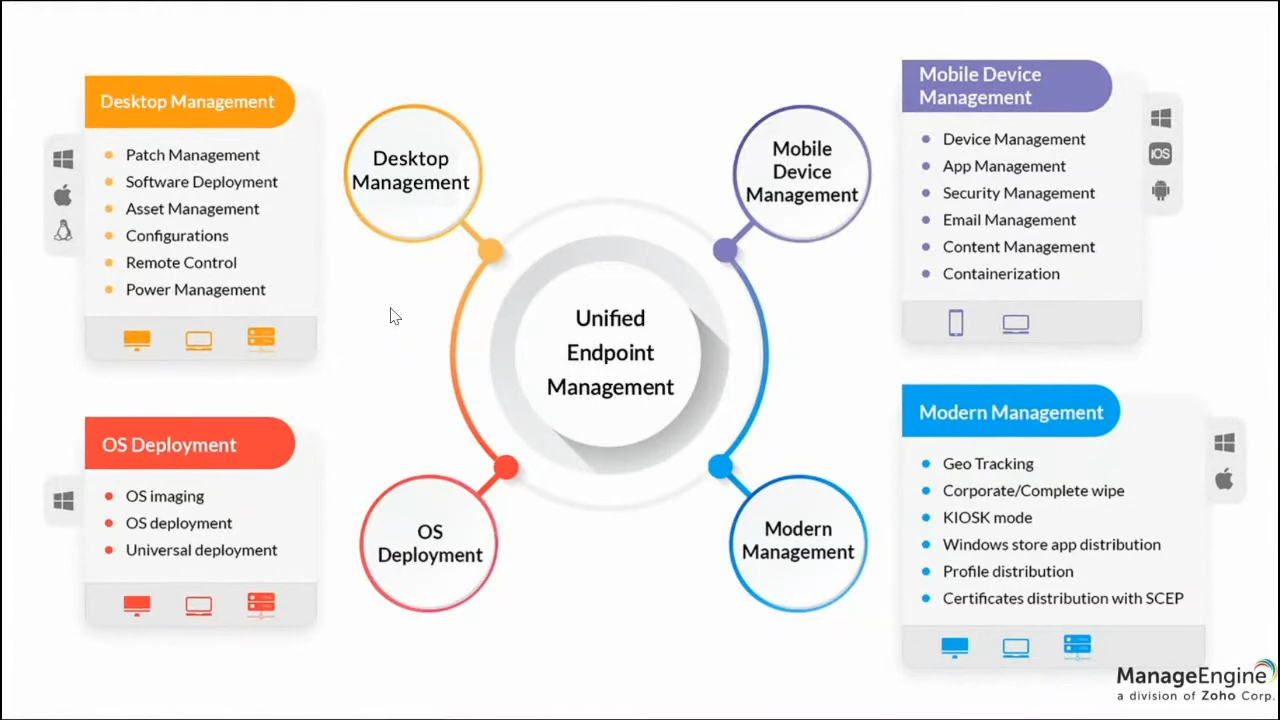 Desktop Management
Patch Management
Software Deployment
Asset Management
Configurations
Remote Control
Power Management
OS Deployment
OS imaging
OS deployment
Universal deployment
Desktop
Management
Mobile
Device
Management
Unified
Endpoint
Management
OS
Deployment
Modern
Management
Mobile Device
Management
Device Management
App Management
Security Management
Email Management
Content Management
Containerization
iOS
Modern Management
Geo Tracking
Corporate/Complete wipe
KIOSK mode
Windows store app distribution
Profile distribution
Certificates distribution with SCEP
ManageEngine
a division of Zoho Corp.